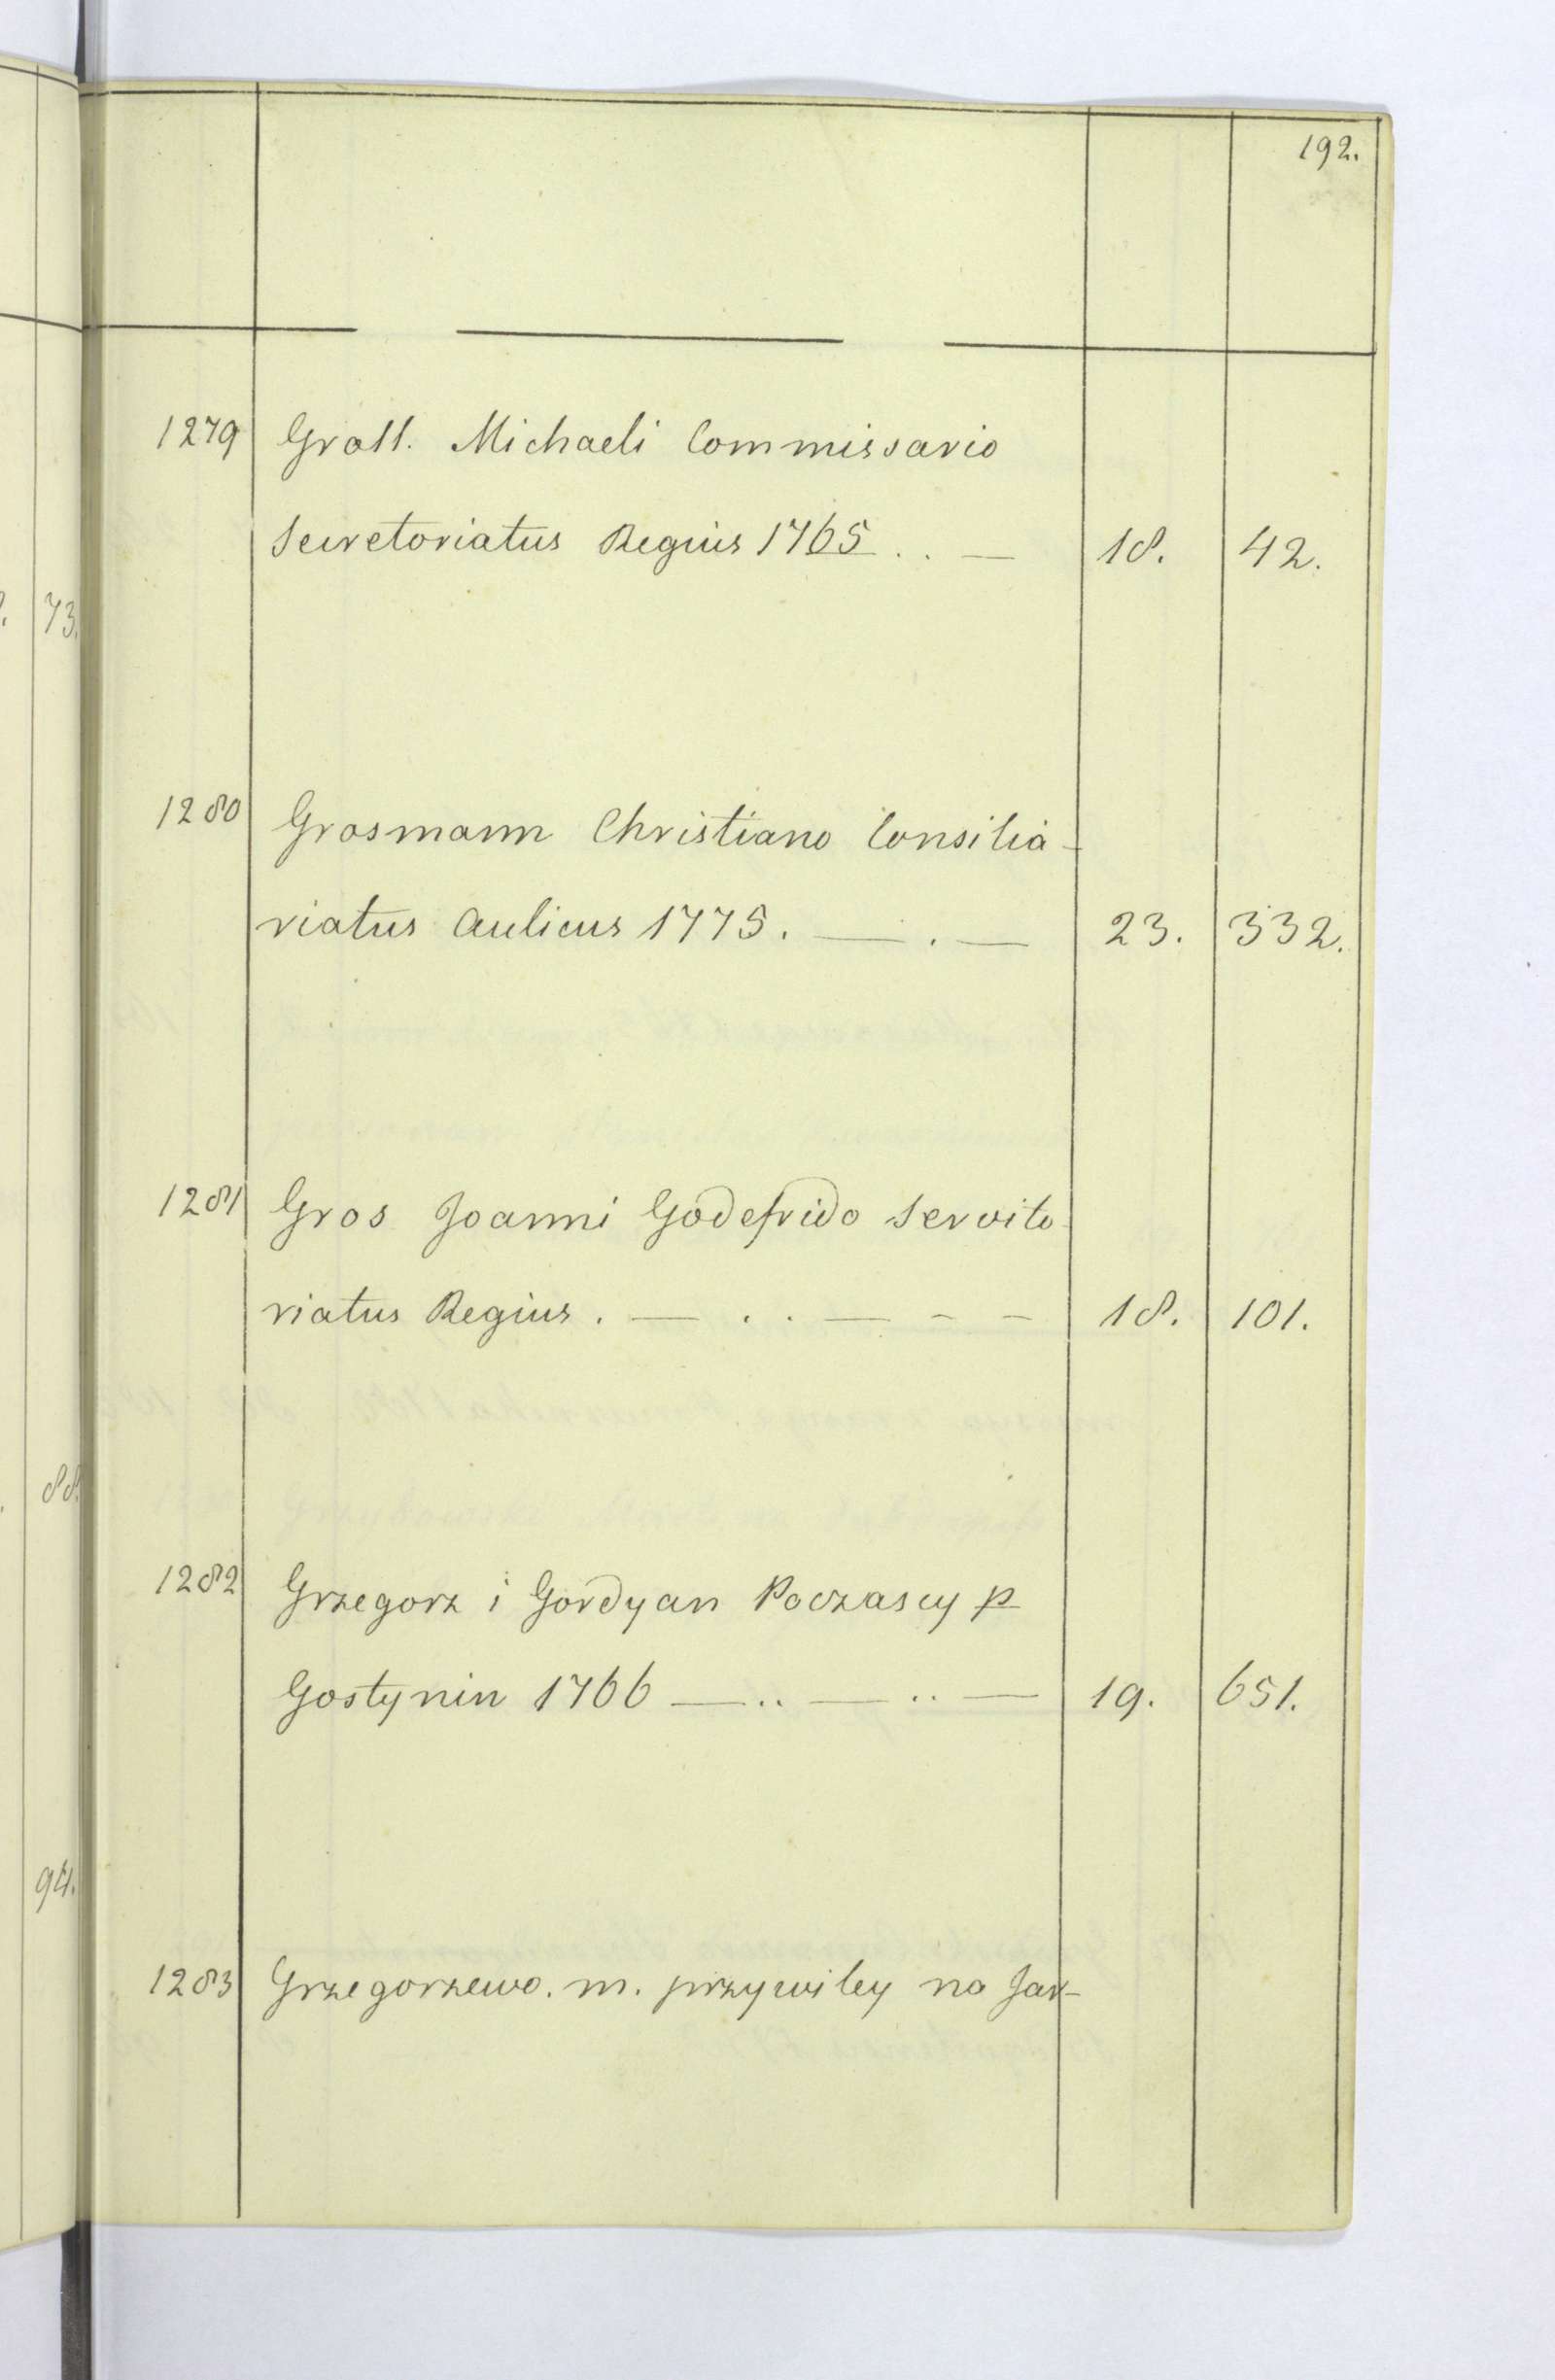 192.
1279 Groll. Michaeli Commissario
Secretoriatus Regius 1765 . . — 18. 42.
1280 Grosmann Christiano Consilia-
riatus Aulicus 1775. — . — 23. 332.
1281 Gros Joanni Godefrido Servito-
riatus Regius . — . . — - - 18. 101.
1282 Grzegorz i Gordyan Poczascy p
Gostynin 1766 — .. — .. — 19. 651.
1283 Grzegorzewo. m. przywiley na Jar-
73.
88.
94.